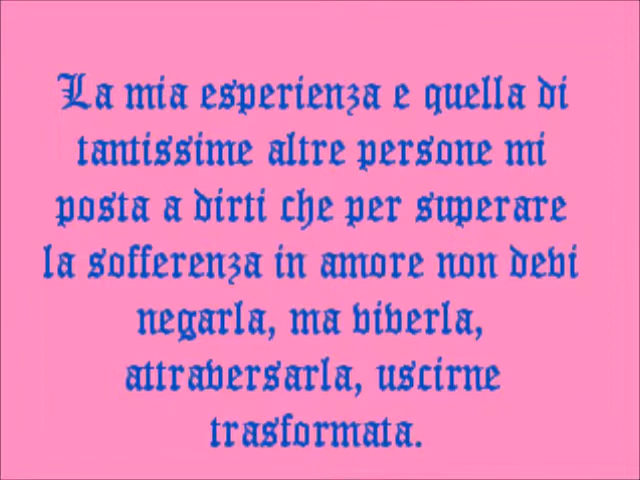 La mia esperienza e quella di
tantissime altre persone mi
posta a dirti che per superare
la sofferenza in amore non devi
negarla, ma viverla,
attraversarla, uscirne
trasformata.